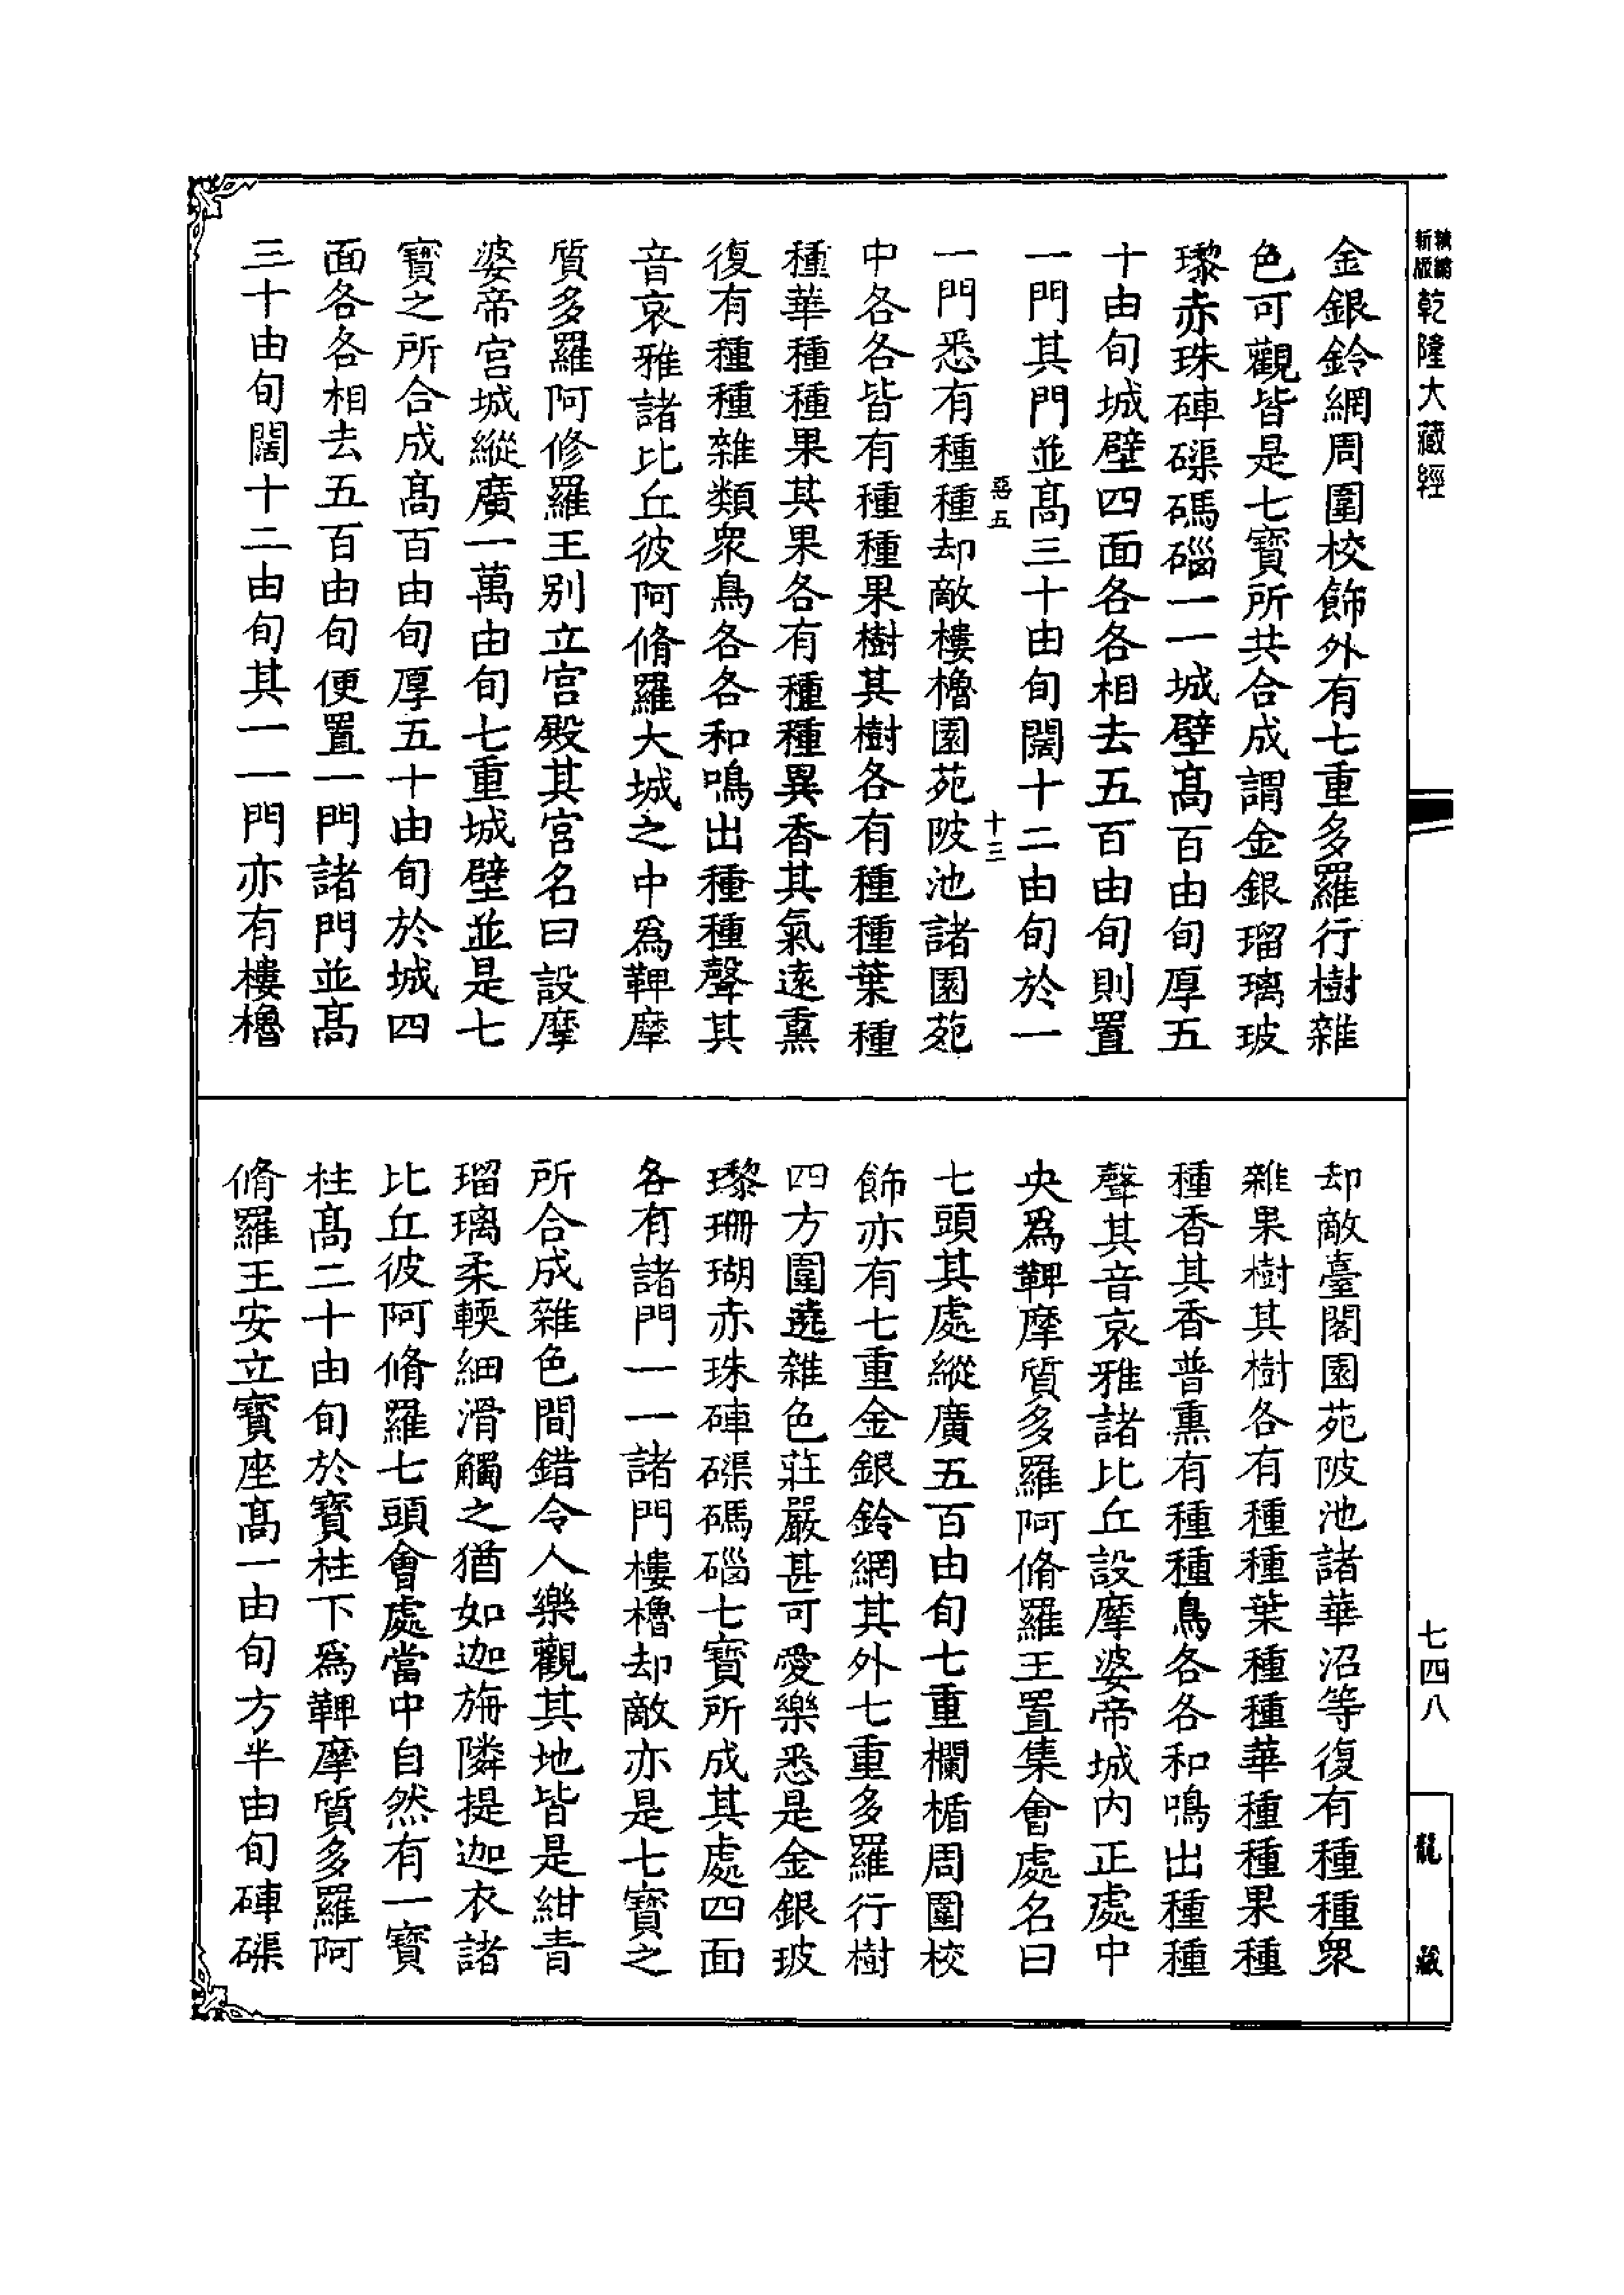 新版 精縮 乾隆大藏經
金銀鈴網周圍校飾外有七重多羅行樹雜
色可觀皆是七寶所共合成謂金銀瑠璃玻
瓈赤珠硨磲碼碯一一城壁高百由旬厚五
十由旬城壁四面各各相去五百由旬則置
一門其門並高三十由旬闊十二由旬於一
惡五 十三
一門悉有種種却敵樓櫓園苑陂池諸園苑
中各各皆有種種果樹其樹各有種種葉種
種華種種果其果各有種種異香其氣遠熏
復有種種雜類眾鳥各各和鳴出種種聲其
音哀雅諸比丘彼阿脩羅大城之中為鞞摩
質多羅阿修羅王別立宮殿其宮名曰設摩
婆帝宮城縱廣一萬由旬七重城壁並是七
寶之所合成高百由旬厚五十由旬於城四
面各各相去五百由旬便置一門諸門並高
三十由旬闊十二由旬其一一門亦有樓櫓
却敵臺閣園苑陂池諸華沼等復有種種眾
雜果樹其樹各有種種葉種種華種種果種
種香其香普熏有種種鳥各各和鳴出種種
聲其音哀雅諸比丘設摩婆帝城內正處中
央為鞞摩質多羅阿脩羅王置集會處名曰
七頭其處縱廣五百由旬七重欄楯周圍校
飾亦有七重金銀鈴網其外七重多羅行樹
四方圍遶雜色莊嚴甚可愛樂悉是金銀玻
瓈珊瑚赤珠硨磲碼碯七寶所成其處四面
各有諸門一一諸門樓櫓却敵亦是七寶之
所合成雜色間錯令人樂觀其地皆是紺青
瑠璃柔輭細滑觸之猶如迦旃隣提迦衣諸
比丘彼阿脩羅七頭會處當中自然有一寶
柱高二十由旬於寶柱下為鞞摩質多羅阿
脩羅王安立寶座高一由旬方半由旬硨磲
七四八
龍藏